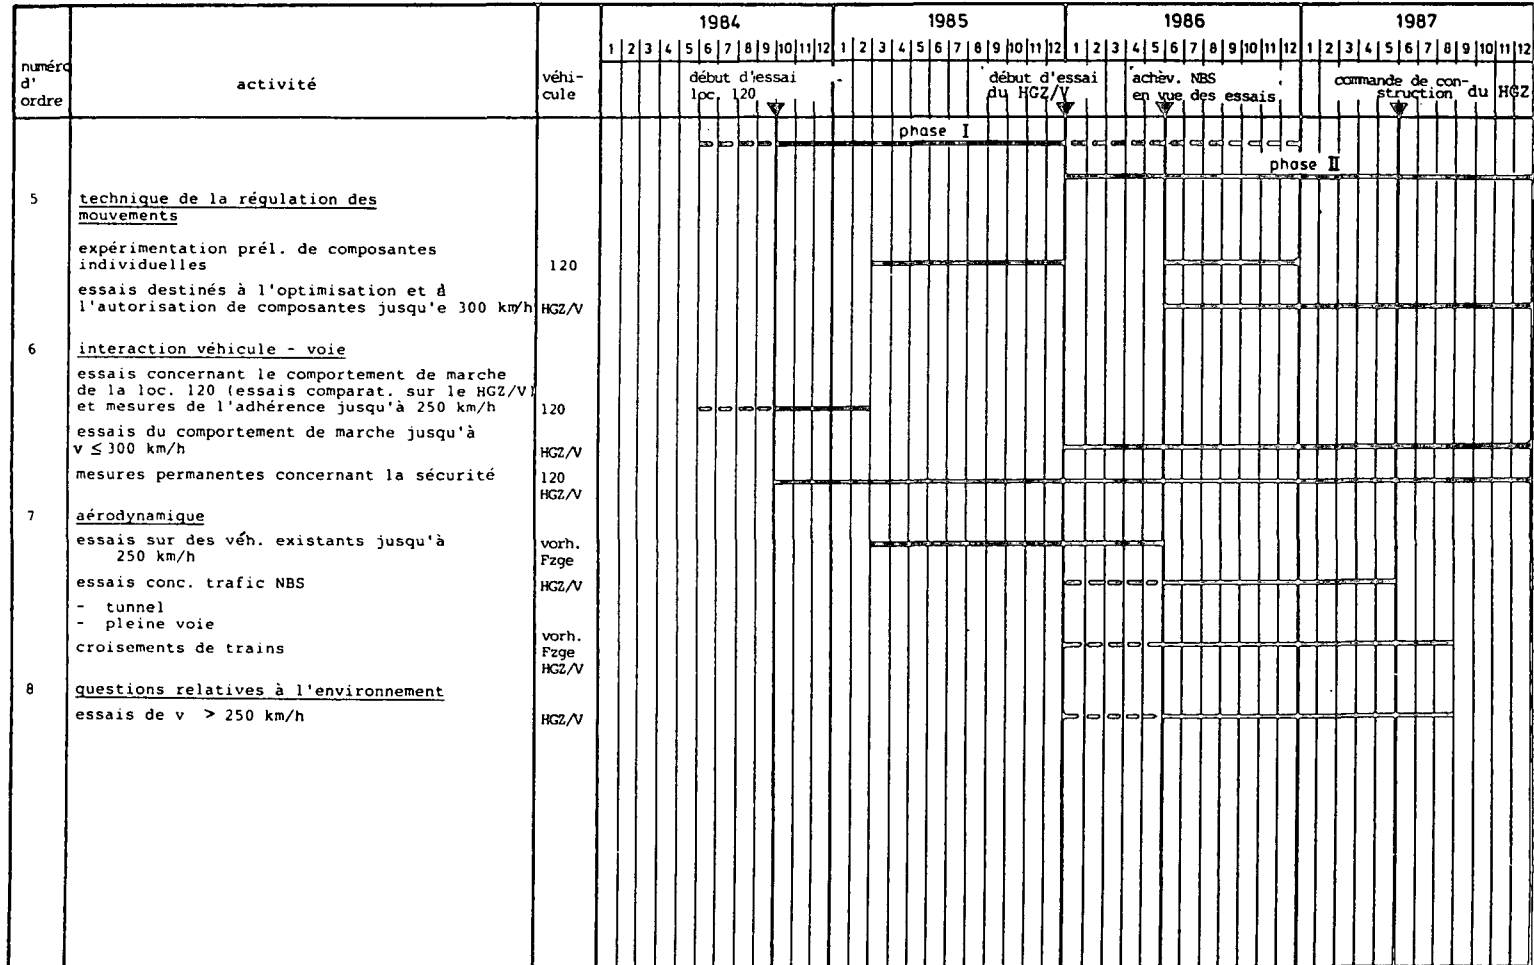 1984 1985 1986 1987
1 2 3 4 5 6 7 8 9 10 11 12 1 2 3 4 5 6 7 8 9 10 11 12 1 2 3 4 5 6 7 8 9 10 11 12 1 2 3 4 5 6 7 8 9 10 11 12
numéro
d'
ordre
activité
véhi-
cule
début d'essai
loc. 120
début d'essai
du HGZ/V
achèv. NBS
en vue des essais
commande de con-
struction du HGZ
phase I
phase II
5 technique de la régulation des
mouvements
expérimentation prél. de composantes
individuelles 120
essais destinés à l'optimisation et à
l'autorisation de composantes jusqu'e 300 km/h HGZ/V
6 interaction véhicule - voie
essais concernant le comportement de marche
de la loc. 120 (essais comparat. sur le HGZ/V)
et mesures de l'adhérence jusqu'à 250 km/h 120
essais du comportement de marche jusqu'à
v ≤ 300 km/h HGZ/V
mesures permanentes concernant la sécurité 120
HGZ/V
7 aérodynamique
essais sur des véh. existants jusqu'à vorh.
250 km/h Fzge
essais conc. trafic NBS HGZ/V
- tunnel
- pleine voie
croisements de trains vorh.
Fzge
HGZ/V
8 questions relatives à l'environnement
essais de v > 250 km/h HGZ/V